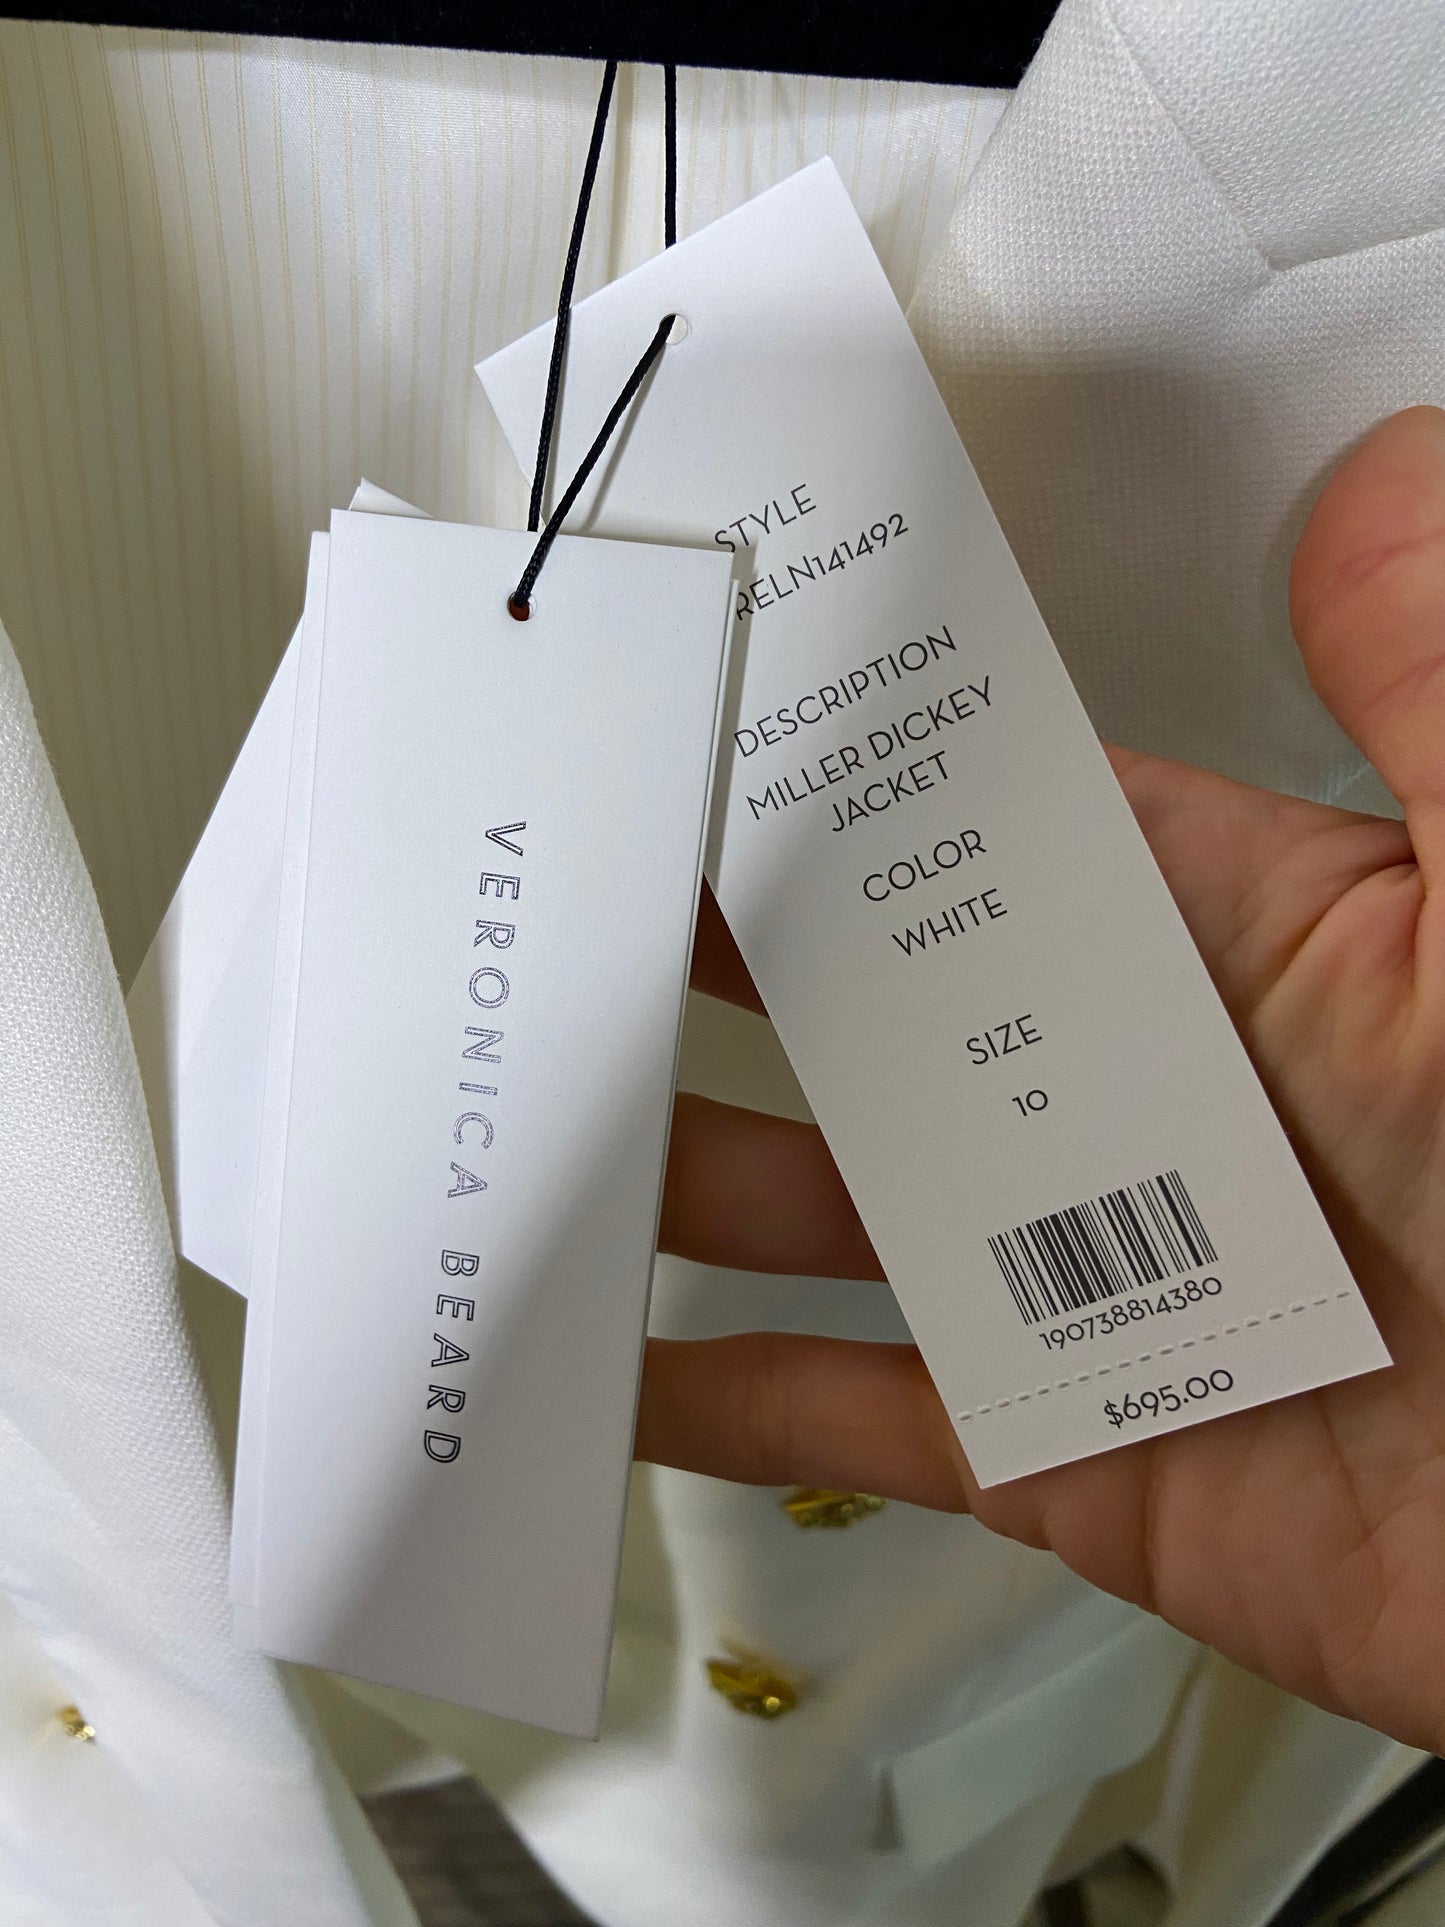 VERONICA BEARD
STYLE
RELN141492
DESCRIPTION
MILLER DICKEY
JACKET
COLOR
WHITE
SIZE
10
190738814380
$695.00